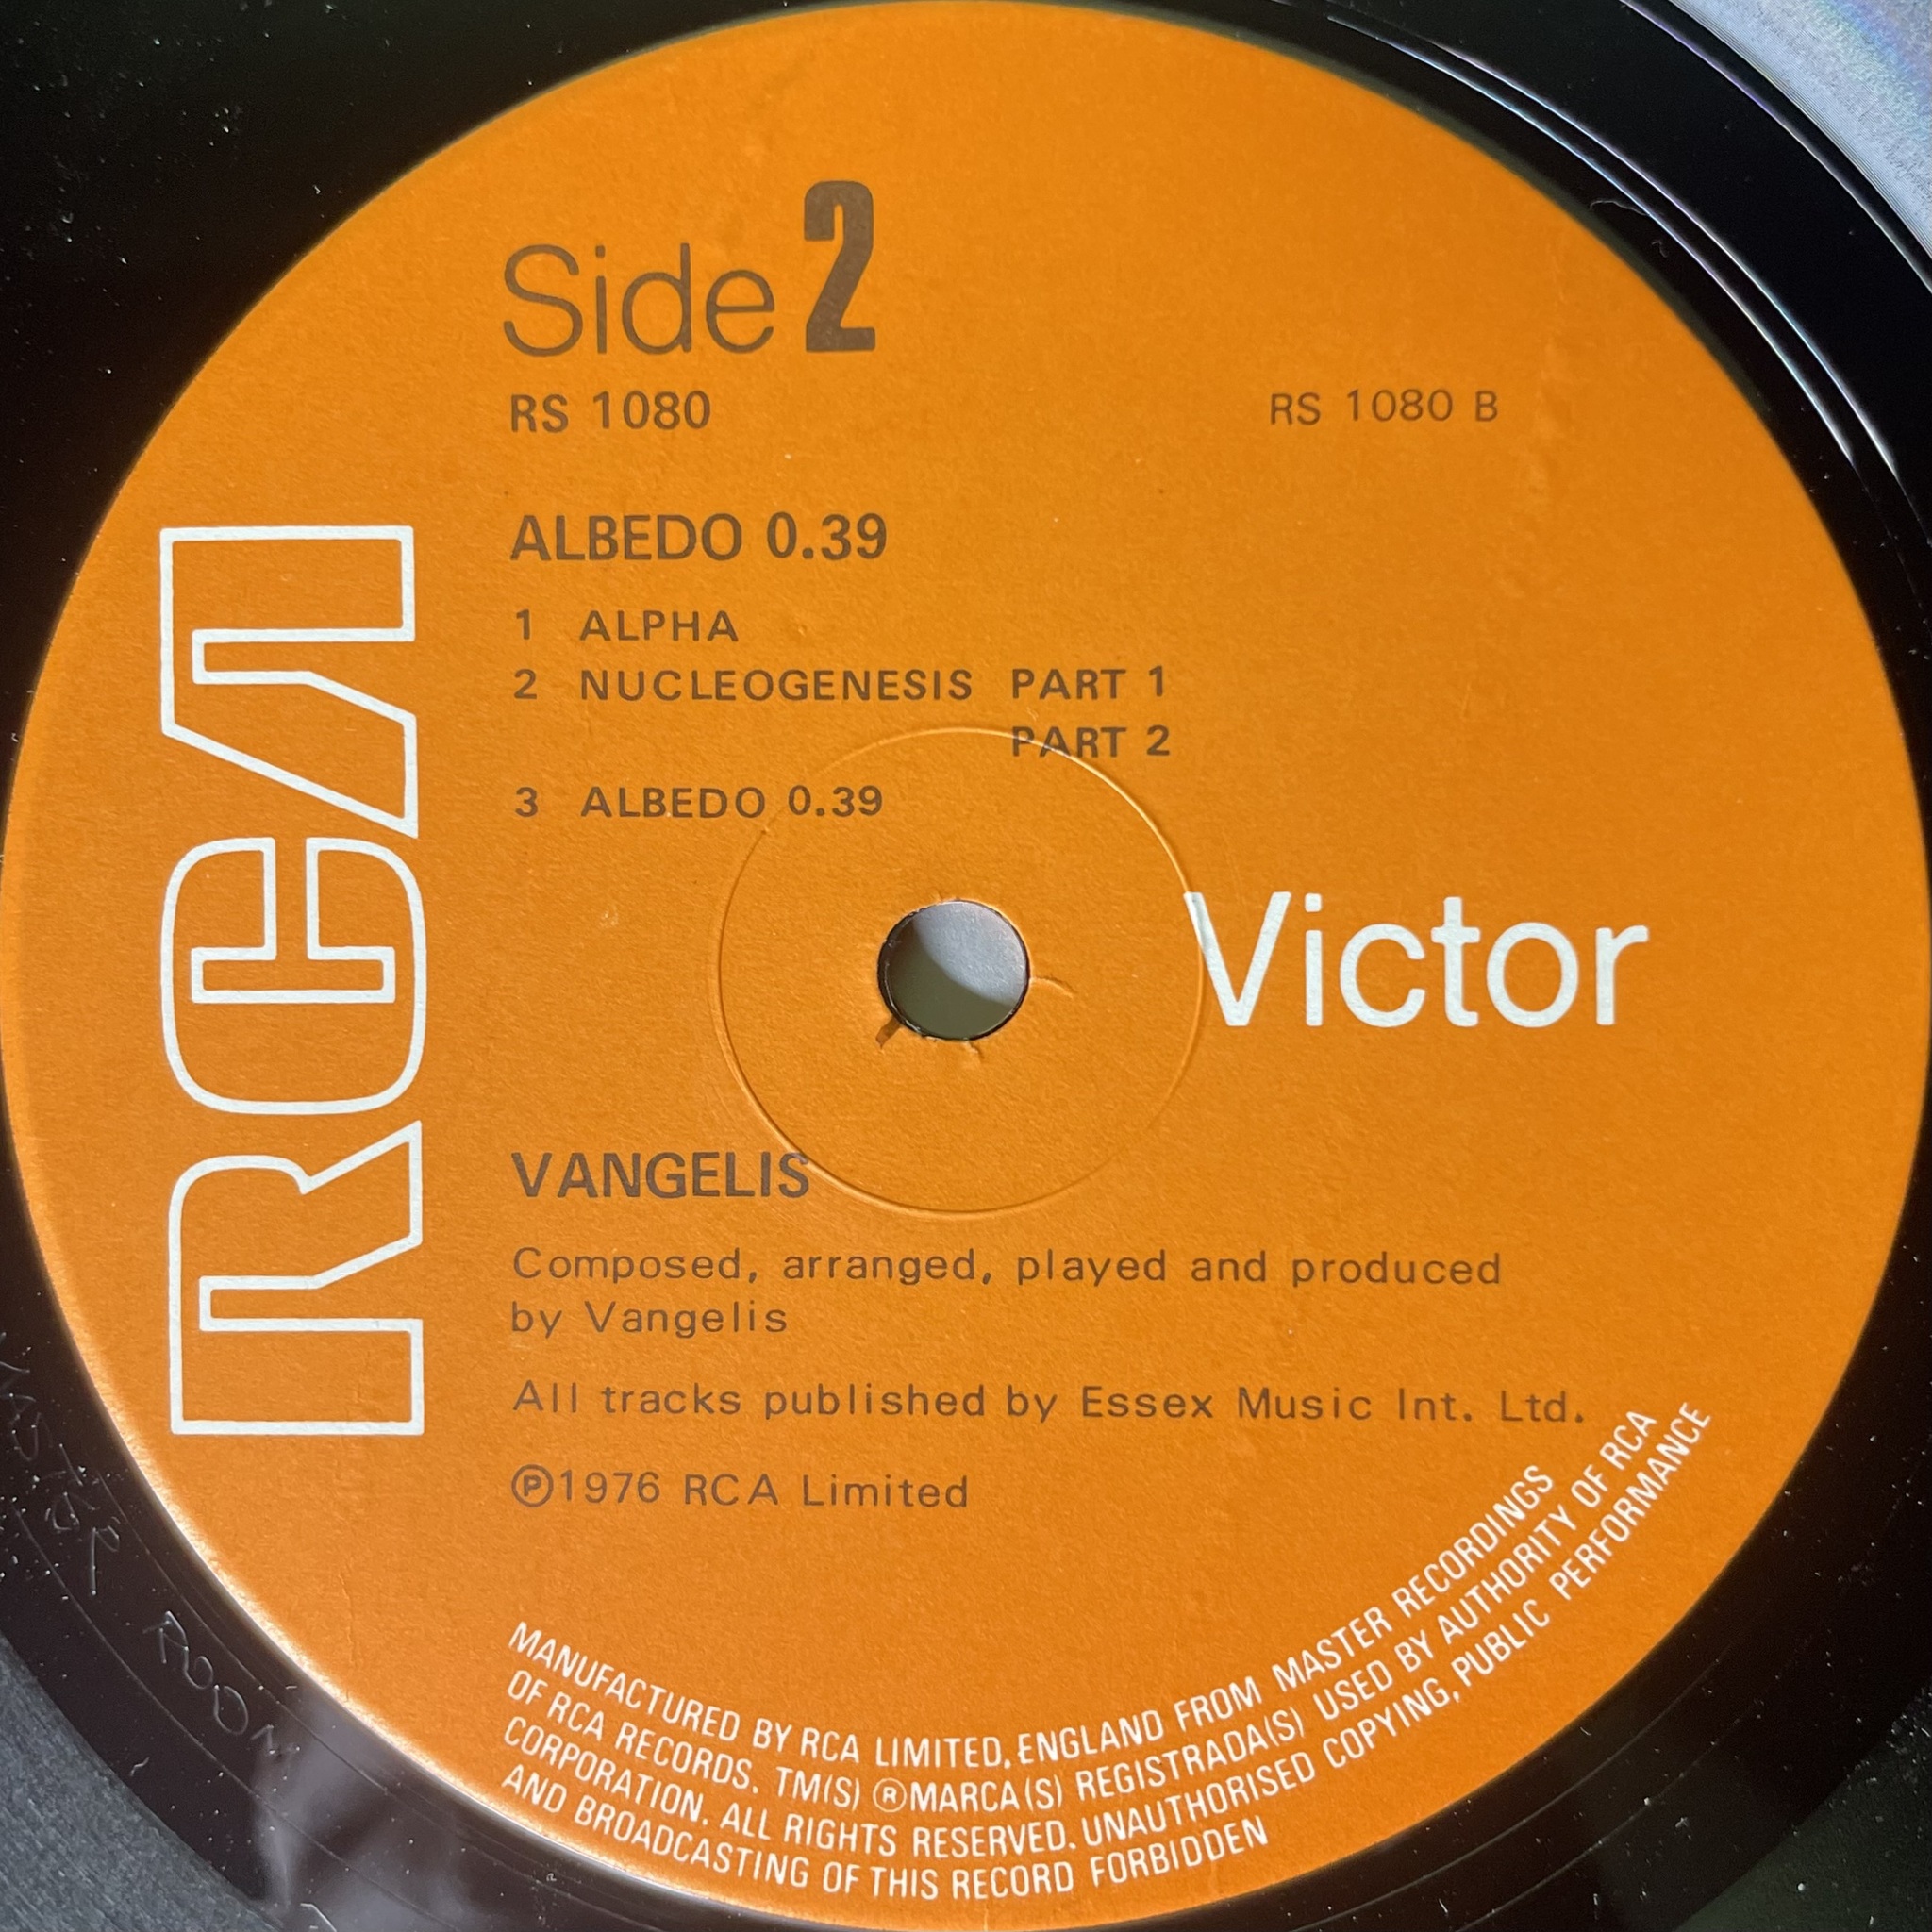 Side 2
RS 1080 RS 1080 B
ALBEDO 0.39
1 ALPHA
2 NUCLEOGENESIS PART 1
PART 2
3 ALBEDO 0.39
RCA
Victor
VANGELIS
Composed, arranged, played and produced
by Vangelis
All tracks published by Essex Music Int. Ltd.
℗1976 RCA Limited
MANUFACTURED BY RCA LIMITED, ENGLAND FROM MASTER RECORDINGS
OF RCA RECORDS. TM(S) ®MARCA(S) REGISTRADA(S) USED BY AUTHORITY OF RCA
CORPORATION. ALL RIGHTS RESERVED. UNAUTHORISED COPYING, PUBLIC PERFORMANCE
AND BROADCASTING OF THIS RECORD FORBIDDEN
MASTER ROOM